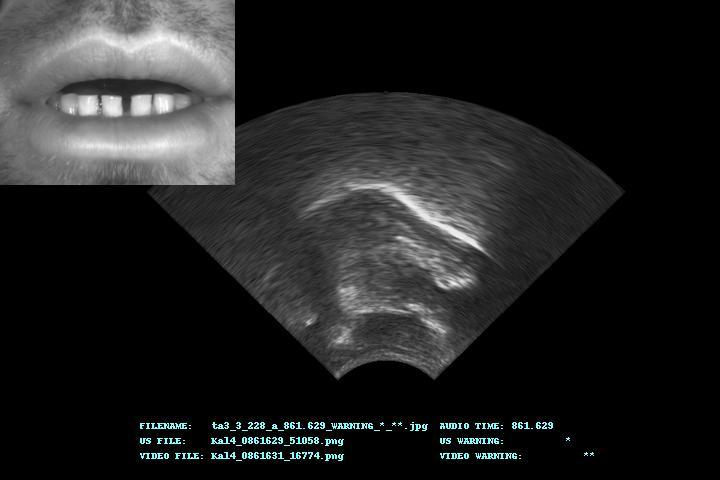 FILENAME: ta3_3_228_a_861.629_WARNING_*_**.jpg AUDIO TIME: 861.629
US FILE: Kal4_0861629_51058.png US WARNING: *
VIDEO FILE: Kal4_0861631_16774.png VIDEO WARNING: **